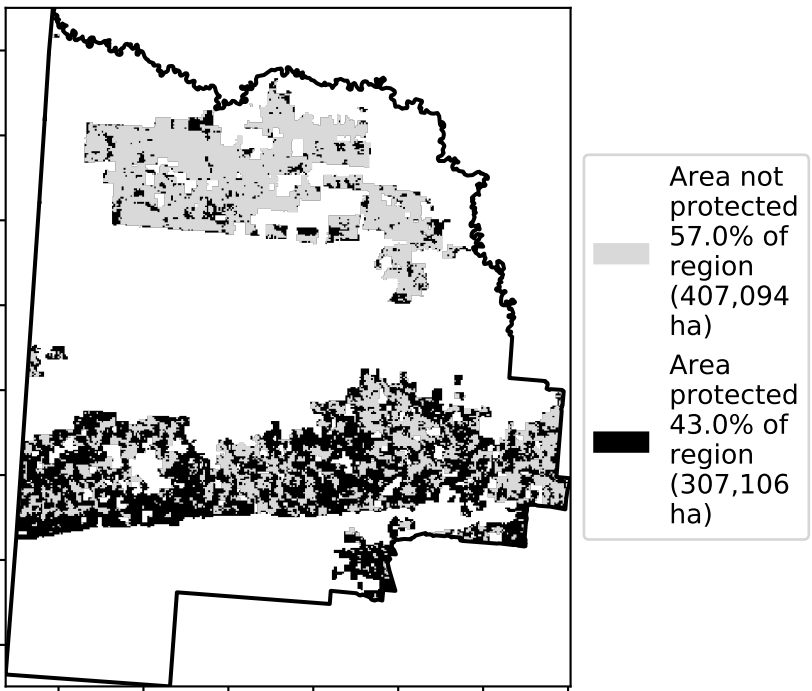 Area not
protected
57.0% of
region
(407,094
ha)
Area
protected
43.0% of
region
(307,106
ha)